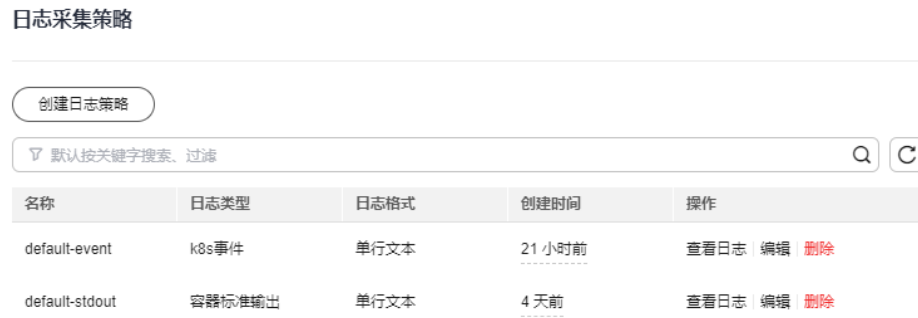 日志采集策略
创建日志策略
默认按关键字搜索、过滤
名称 日志类型 日志格式 创建时间 操作
default-event k8s事件 单行文本 21 小时前 查看日志 编辑 删除
default-stdout 容器标准输出 单行文本 4 天前 查看日志 编辑 删除